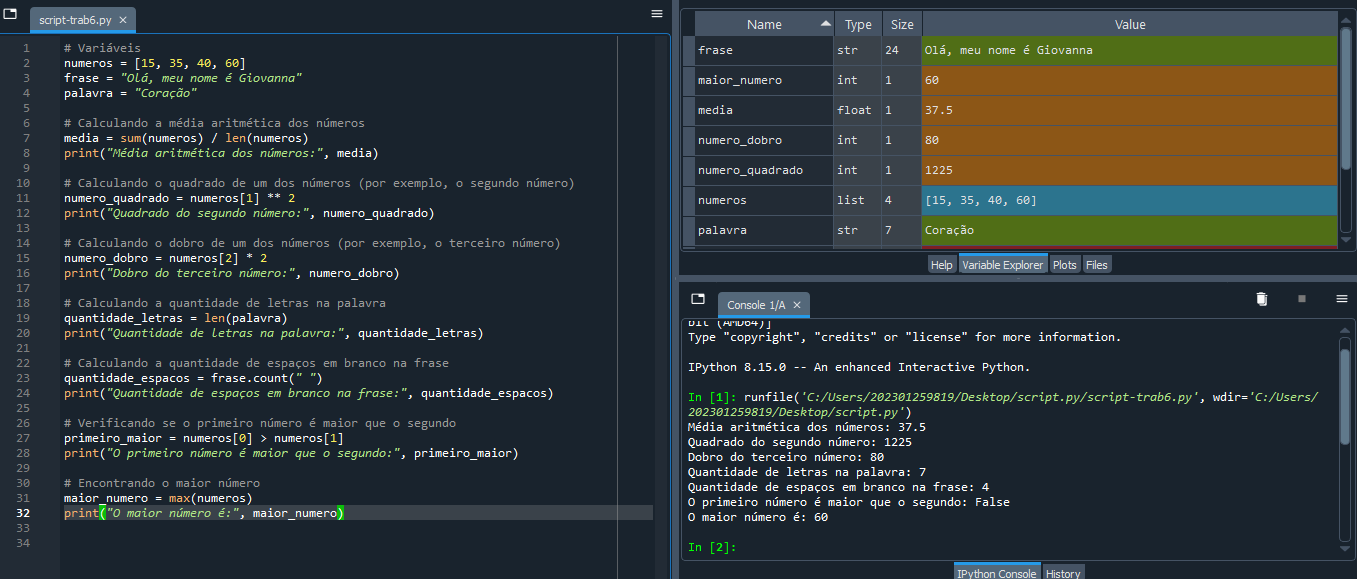 script-trab6.py ×
1 # Variáveis
2 numeros = [15, 35, 40, 60]
3 frase = "Olá, meu nome é Giovanna"
4 palavra = "Coração"
5
6 # Calculando a média aritmética dos números
7 media = sum(numeros) / len(numeros)
8 print("Média aritmética dos números:", media)
9
10 # Calculando o quadrado de um dos números (por exemplo, o segundo número)
11 numero_quadrado = numeros[1] ** 2
12 print("Quadrado do segundo número:", numero_quadrado)
13
14 # Calculando o dobro de um dos números (por exemplo, o terceiro número)
15 numero_dobro = numeros[2] * 2
16 print("Dobro do terceiro número:", numero_dobro)
17
18 # Calculando a quantidade de letras na palavra
19 quantidade_letras = len(palavra)
20 print("Quantidade de letras na palavra:", quantidade_letras)
21
22 # Calculando a quantidade de espaços em branco na frase
23 quantidade_espacos = frase.count(" ")
24 print("Quantidade de espaços em branco na frase:", quantidade_espacos)
25
26 # Verificando se o primeiro número é maior que o segundo
27 primeiro_maior = numeros[0] > numeros[1]
28 print("O primeiro número é maior que o segundo:", primeiro_maior)
29
30 # Encontrando o maior número
31 maior_numero = max(numeros)
32 print("O maior número é:", maior_numero)
33
34
Name Type Size Value
frase str 24 Olá, meu nome é Giovanna
maior_numero int 1 60
media float 1 37.5
numero_dobro int 1 80
numero_quadrado int 1 1225
numeros list 4 [15, 35, 40, 60]
palavra str 7 Coração
Help Variable Explorer Plots Files
Console 1/A ×
bit (AMD64)]
Type "copyright", "credits" or "license" for more information.
IPython 8.15.0 -- An enhanced Interactive Python.
In [1]: runfile('C:/Users/202301259819/Desktop/script.py/script-trab6.py', wdir='C:/Users/
202301259819/Desktop/script.py')
Média aritmética dos números: 37.5
Quadrado do segundo número: 1225
Dobro do terceiro número: 80
Quantidade de letras na palavra: 7
Quantidade de espaços em branco na frase: 4
O primeiro número é maior que o segundo: False
O maior número é: 60
In [2]:
IPython Console History